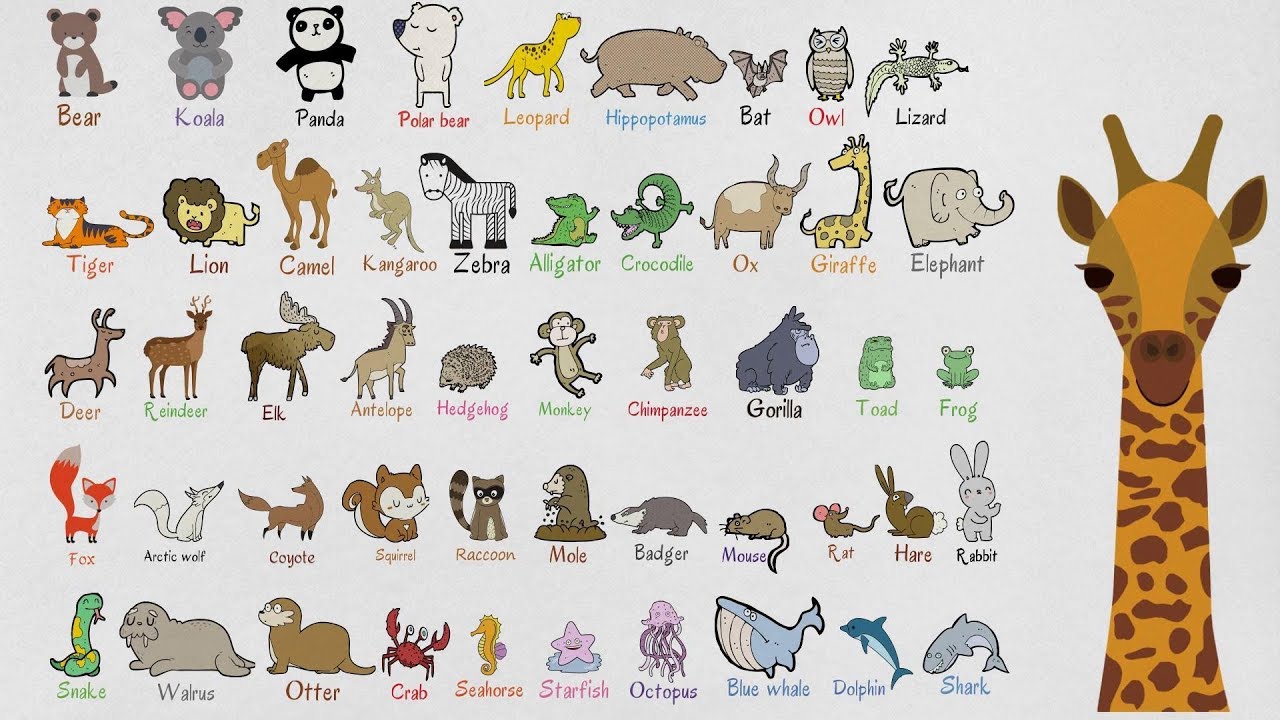 Bear Koala Panda Polar bear Leopard Hippopotamus Bat Owl Lizard
Tiger Lion Camel Kangaroo Zebra Alligator Crocodile Ox Giraffe Elephant
Deer Reindeer Elk Antelope Hedgehog Monkey Chimpanzee Gorilla Toad Frog
Fox Arctic wolf Coyote Squirrel Raccoon Mole Badger Mouse Rat Hare Rabbit
Snake Walrus Otter Crab Seahorse Starfish Octopus Blue whale Dolphin Shark